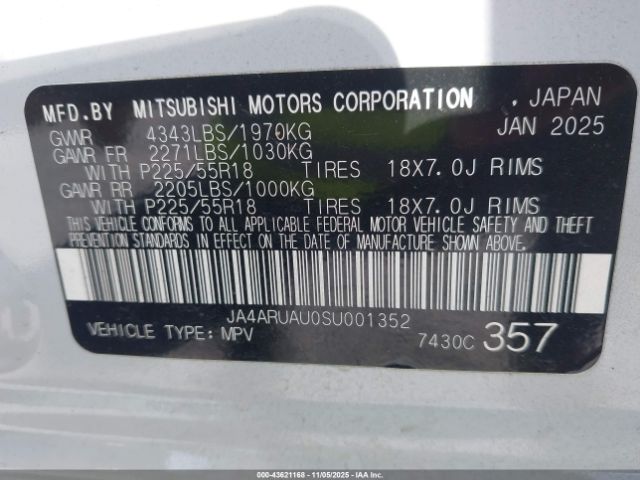 MFD.BY MITSUBISHI MOTORS CORPORATION . JAPAN
GVWR 4343LBS/1970KG JAN 2025
GAWR FR 2271LBS/1030KG
WITH P225/55R18 TIRES 18X7.0J RIMS
GAWR RR 2205LBS/1000KG
WITH P225/55R18 TIRES 18X7.0J RIMS
THIS VEHICLE CONFORMS TO ALL APPLICABLE FEDERAL MOTOR VEHICLE SAFETY AND THEFT
PREVENTION STANDARDS IN EFFECT ON THE DATE OF MANUFACTURE SHOWN ABOVE.
JA4ARUAU0SU001352
VEHICLE TYPE: MPV 7430C 357
000-43621168 - 11/05/2025 - IAAI